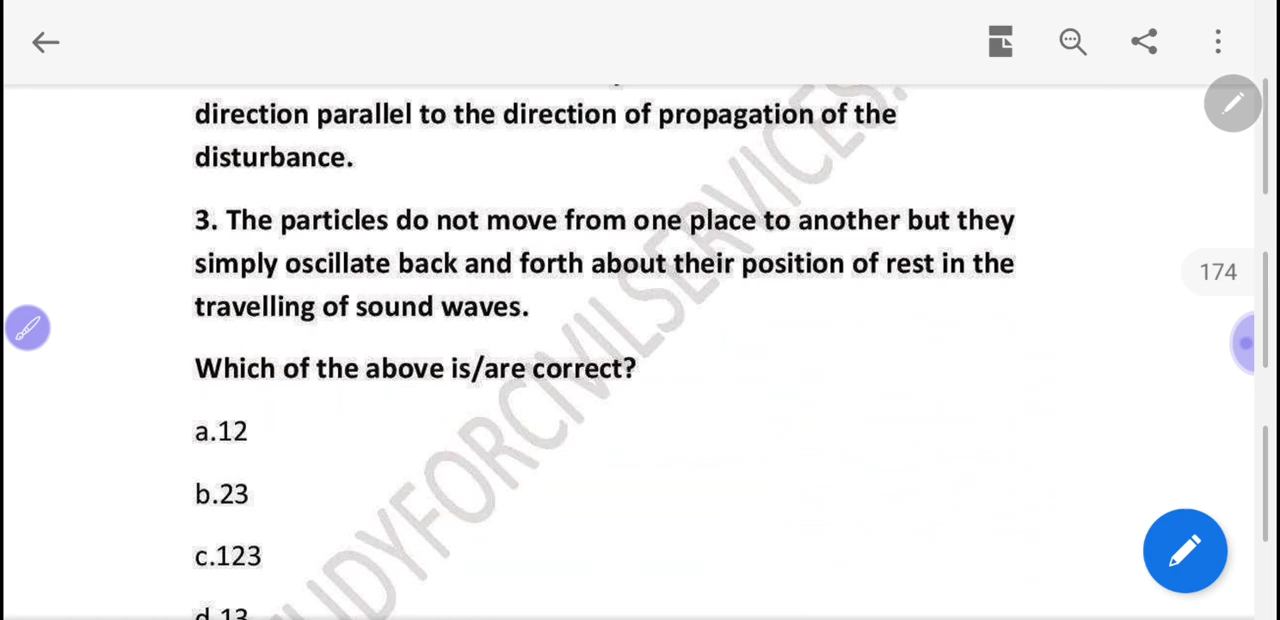 direction parallel to the direction of propagation of the
disturbance.
3. The particles do not move from one place to another but they
simply oscillate back and forth about their position of rest in the
travelling of sound waves.
Which of the above is/are correct?
a.12
b.23
c.123
d.13
174
UDYFORCIVILSERVICES.